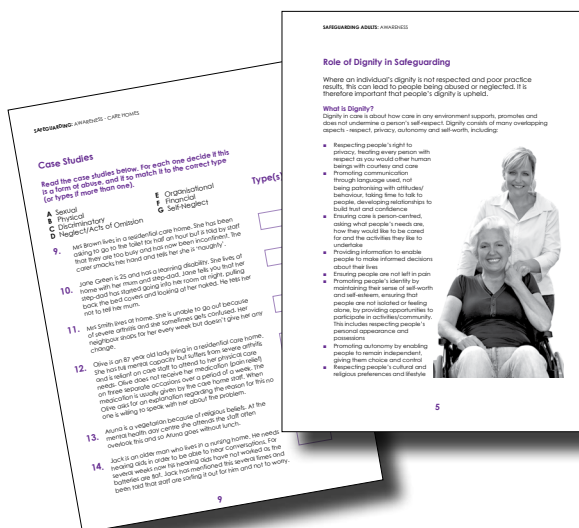 SAFEGUARDING: AWARENESS - CARE HOMES
Case Studies
Read the case studies below. For each one decide if this
is a form of abuse, and if so match it to the correct type
(or types if more than one).
A Sexual
B Physical
C Discriminatory
D Neglect/Acts of Omission
E Organisational
F Financial
G Self-Neglect
Type(s)
9. Mrs Brown lives in a residential care home. She has been
asking to go to the toilet for half an hour but is told by staff
that they are too busy and has now been incontinent. The
carer smacks her hand and tells her she is 'naughty'.
10. Jane Green is 25 and has a learning disability. She lives at
home with her mum and step-dad. Jane tells you that her
step-dad has started going into her room at night, pulling
back the bed covers and looking at her naked. He tells her
not to tell her mum.
11. Mrs Smith lives at home. She is unable to go out because
of severe arthritis and she sometimes gets confused. Her
neighbour shops for her every week but doesn't give her any
change.
12. Olive is an 87 year old lady living in a residential care home.
She has full mental capacity but suffers from severe arthritis
and is reliant on care staff to attend to her physical care
needs. Olive does not receive her medication (pain relief)
on three separate occasions over a period of a week. The
medication is usually given by the care home staff. When
Olive asks for an explanation regarding the reason for this no
one is willing to speak with her about the problem.
13. Aruna is a vegetarian because of religious beliefs. At the
mental health day centre she attends the staff often
overlook this and so Aruna goes without lunch.
14. Jack is an older man who lives in a nursing home. He needs
hearing aids in order to be able to hear conversations. For
several weeks now his hearing aids have not worked as the
batteries are flat. Jack has mentioned this several times and
been told that staff are sorting it out for him and not to worry.
9
SAFEGUARDING ADULTS: AWARENESS
Role of Dignity in Safeguarding
Where an individual's dignity is not respected and poor practice
results, this can lead to people being abused or neglected. It is
therefore important that people's dignity is upheld.
What is Dignity?
Dignity in care is about how care in any environment supports, promotes and
does not undermine a person's self-respect. Dignity consists of many overlapping
aspects - respect, privacy, autonomy and self-worth, including:
Respecting people's right to
privacy, treating every person with
respect as you would other human
beings with courtesy and care
Promoting communication
through language used, not
being patronising with attitudes/
behaviour, taking time to talk to
people, developing relationships to
build trust and confidence
Ensuring care is person-centred,
asking what people's needs are,
how they would like to be cared
for and the activities they like to
undertake
Providing information to enable
people to make informed decisions
about their lives
Ensuring people are not left in pain
Promoting people's identity by
maintaining their sense of self-worth
and self-esteem, ensuring that
people are not isolated or feeling
alone, by providing opportunities to
participate in activities/community.
This includes respecting people's
personal appearance and
possessions
Promoting autonomy by enabling
people to remain independent,
giving them choice and control
Respecting people's cultural and
religious preferences and lifestyle
5